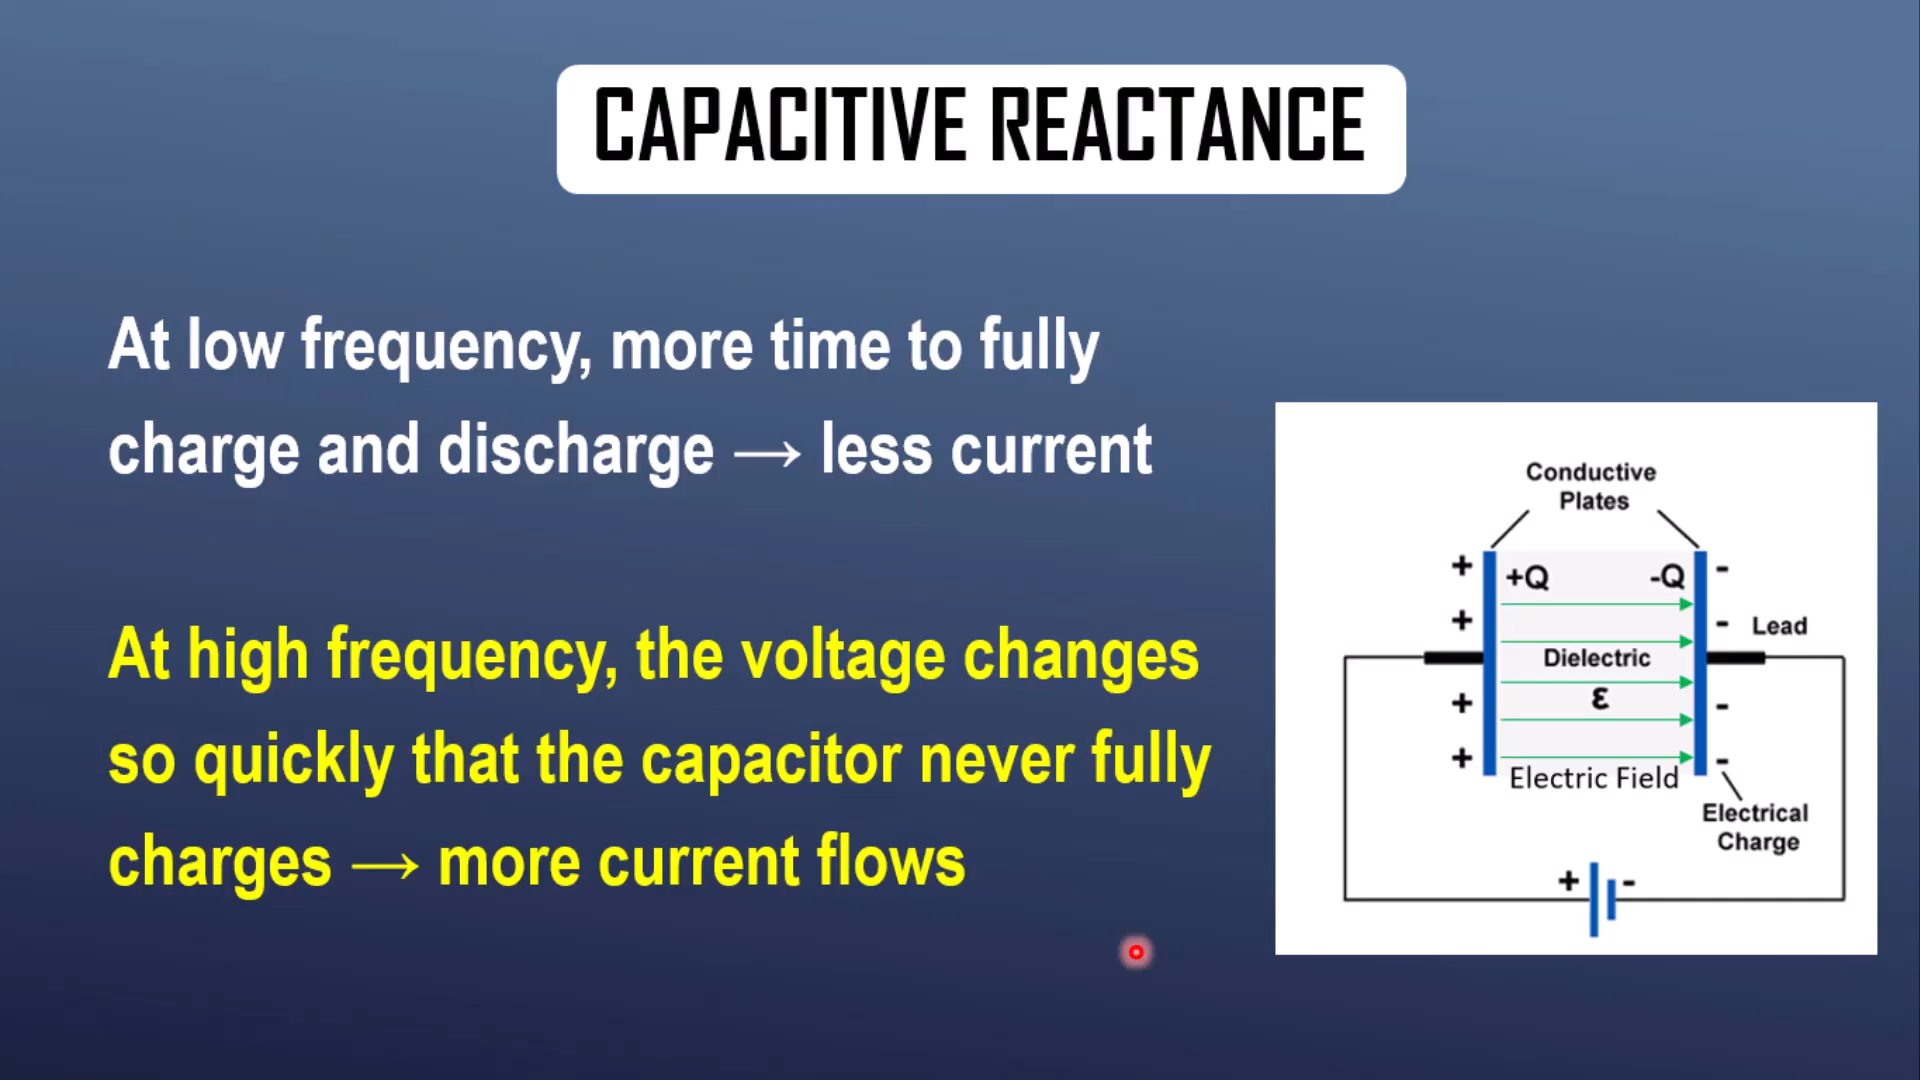 CAPACITIVE REACTANCE
At low frequency, more time to fully
charge and discharge → less current
At high frequency, the voltage changes
so quickly that the capacitor never fully
charges → more current flows
Conductive
Plates
+ +Q -Q -
+ - Lead
Dielectric
+ ε -
+ -
Electric Field
Electrical
Charge
+ -